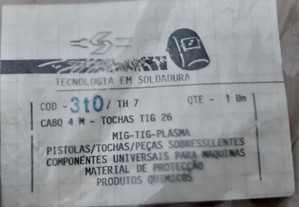 TECNOLOGIA EM SOLDADURA
COD - 310 / TH 7 QTE - 1 Un
CABO 4 M - TOCHAS TIG 26
MIG-TIG-PLASMA
PISTOLAS/TOCHAS/PEÇAS SOBRESSELENTES
COMPONENTES UNIVERSAIS PARA MAQUINAS
MATERIAL DE PROTECÇÃO
PRODUTOS QUIMICOS